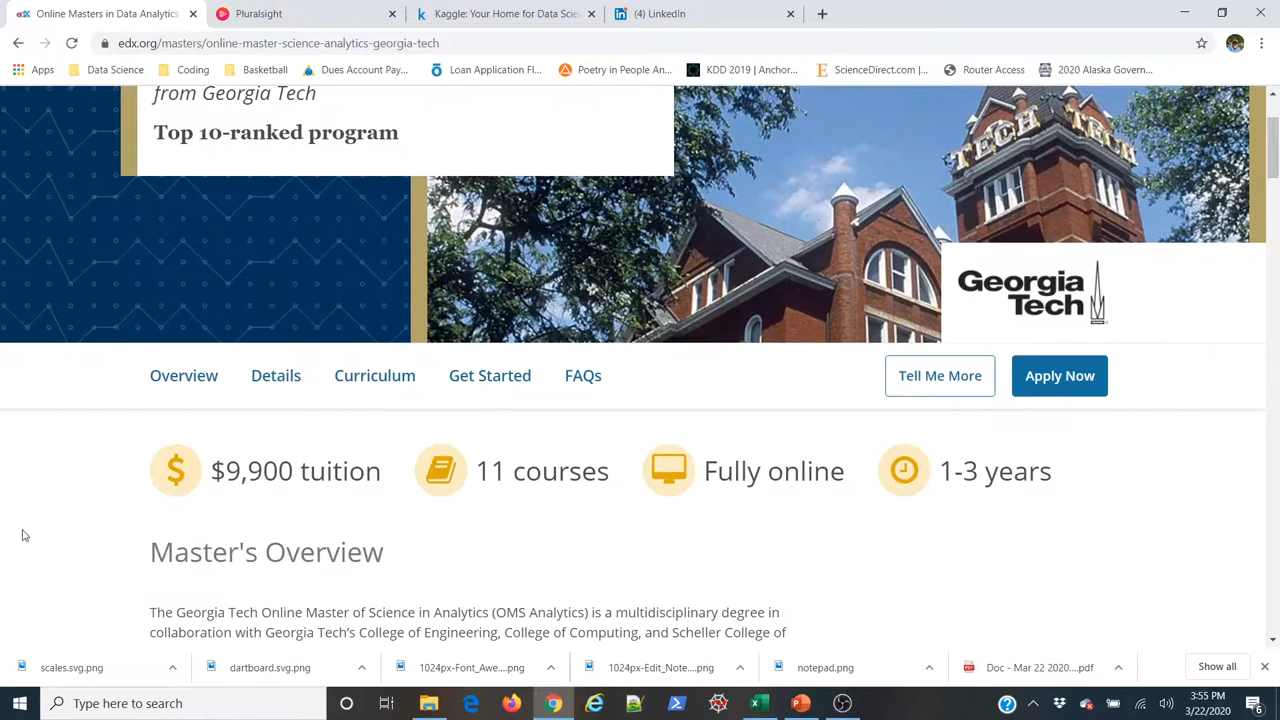 Online Masters in Data Analytics
Pluralsight
Kaggle: Your Home for Data Scien
(4) LinkedIn
edx.org/masters/online-master-science-analytics-georgia-tech
Apps
Data Science
Coding
Basketball
Dues Account Pay...
Loan Application Fl...
Poetry in People An...
KDD 2019 | Anchor...
ScienceDirect.com |...
Router Access
2020 Alaska Govern...
from Georgia Tech
Top 10-ranked program
TECH TECH
Georgia
Tech
Overview
Details
Curriculum
Get Started
FAQs
Tell Me More
Apply Now
$9,900 tuition
11 courses
Fully online
1-3 years
Master's Overview
The Georgia Tech Online Master of Science in Analytics (OMS Analytics) is a multidisciplinary degree in
collaboration with Georgia Tech's College of Engineering, College of Computing, and Scheller College of
scales.svg.png
dartboard.svg.png
1024px-Font_Awe....png
1024px-Edit_Note....png
notepad.png
Doc - Mar 22 2020....pdf
Show all
Type here to search
3:55 PM
3/22/2020
6